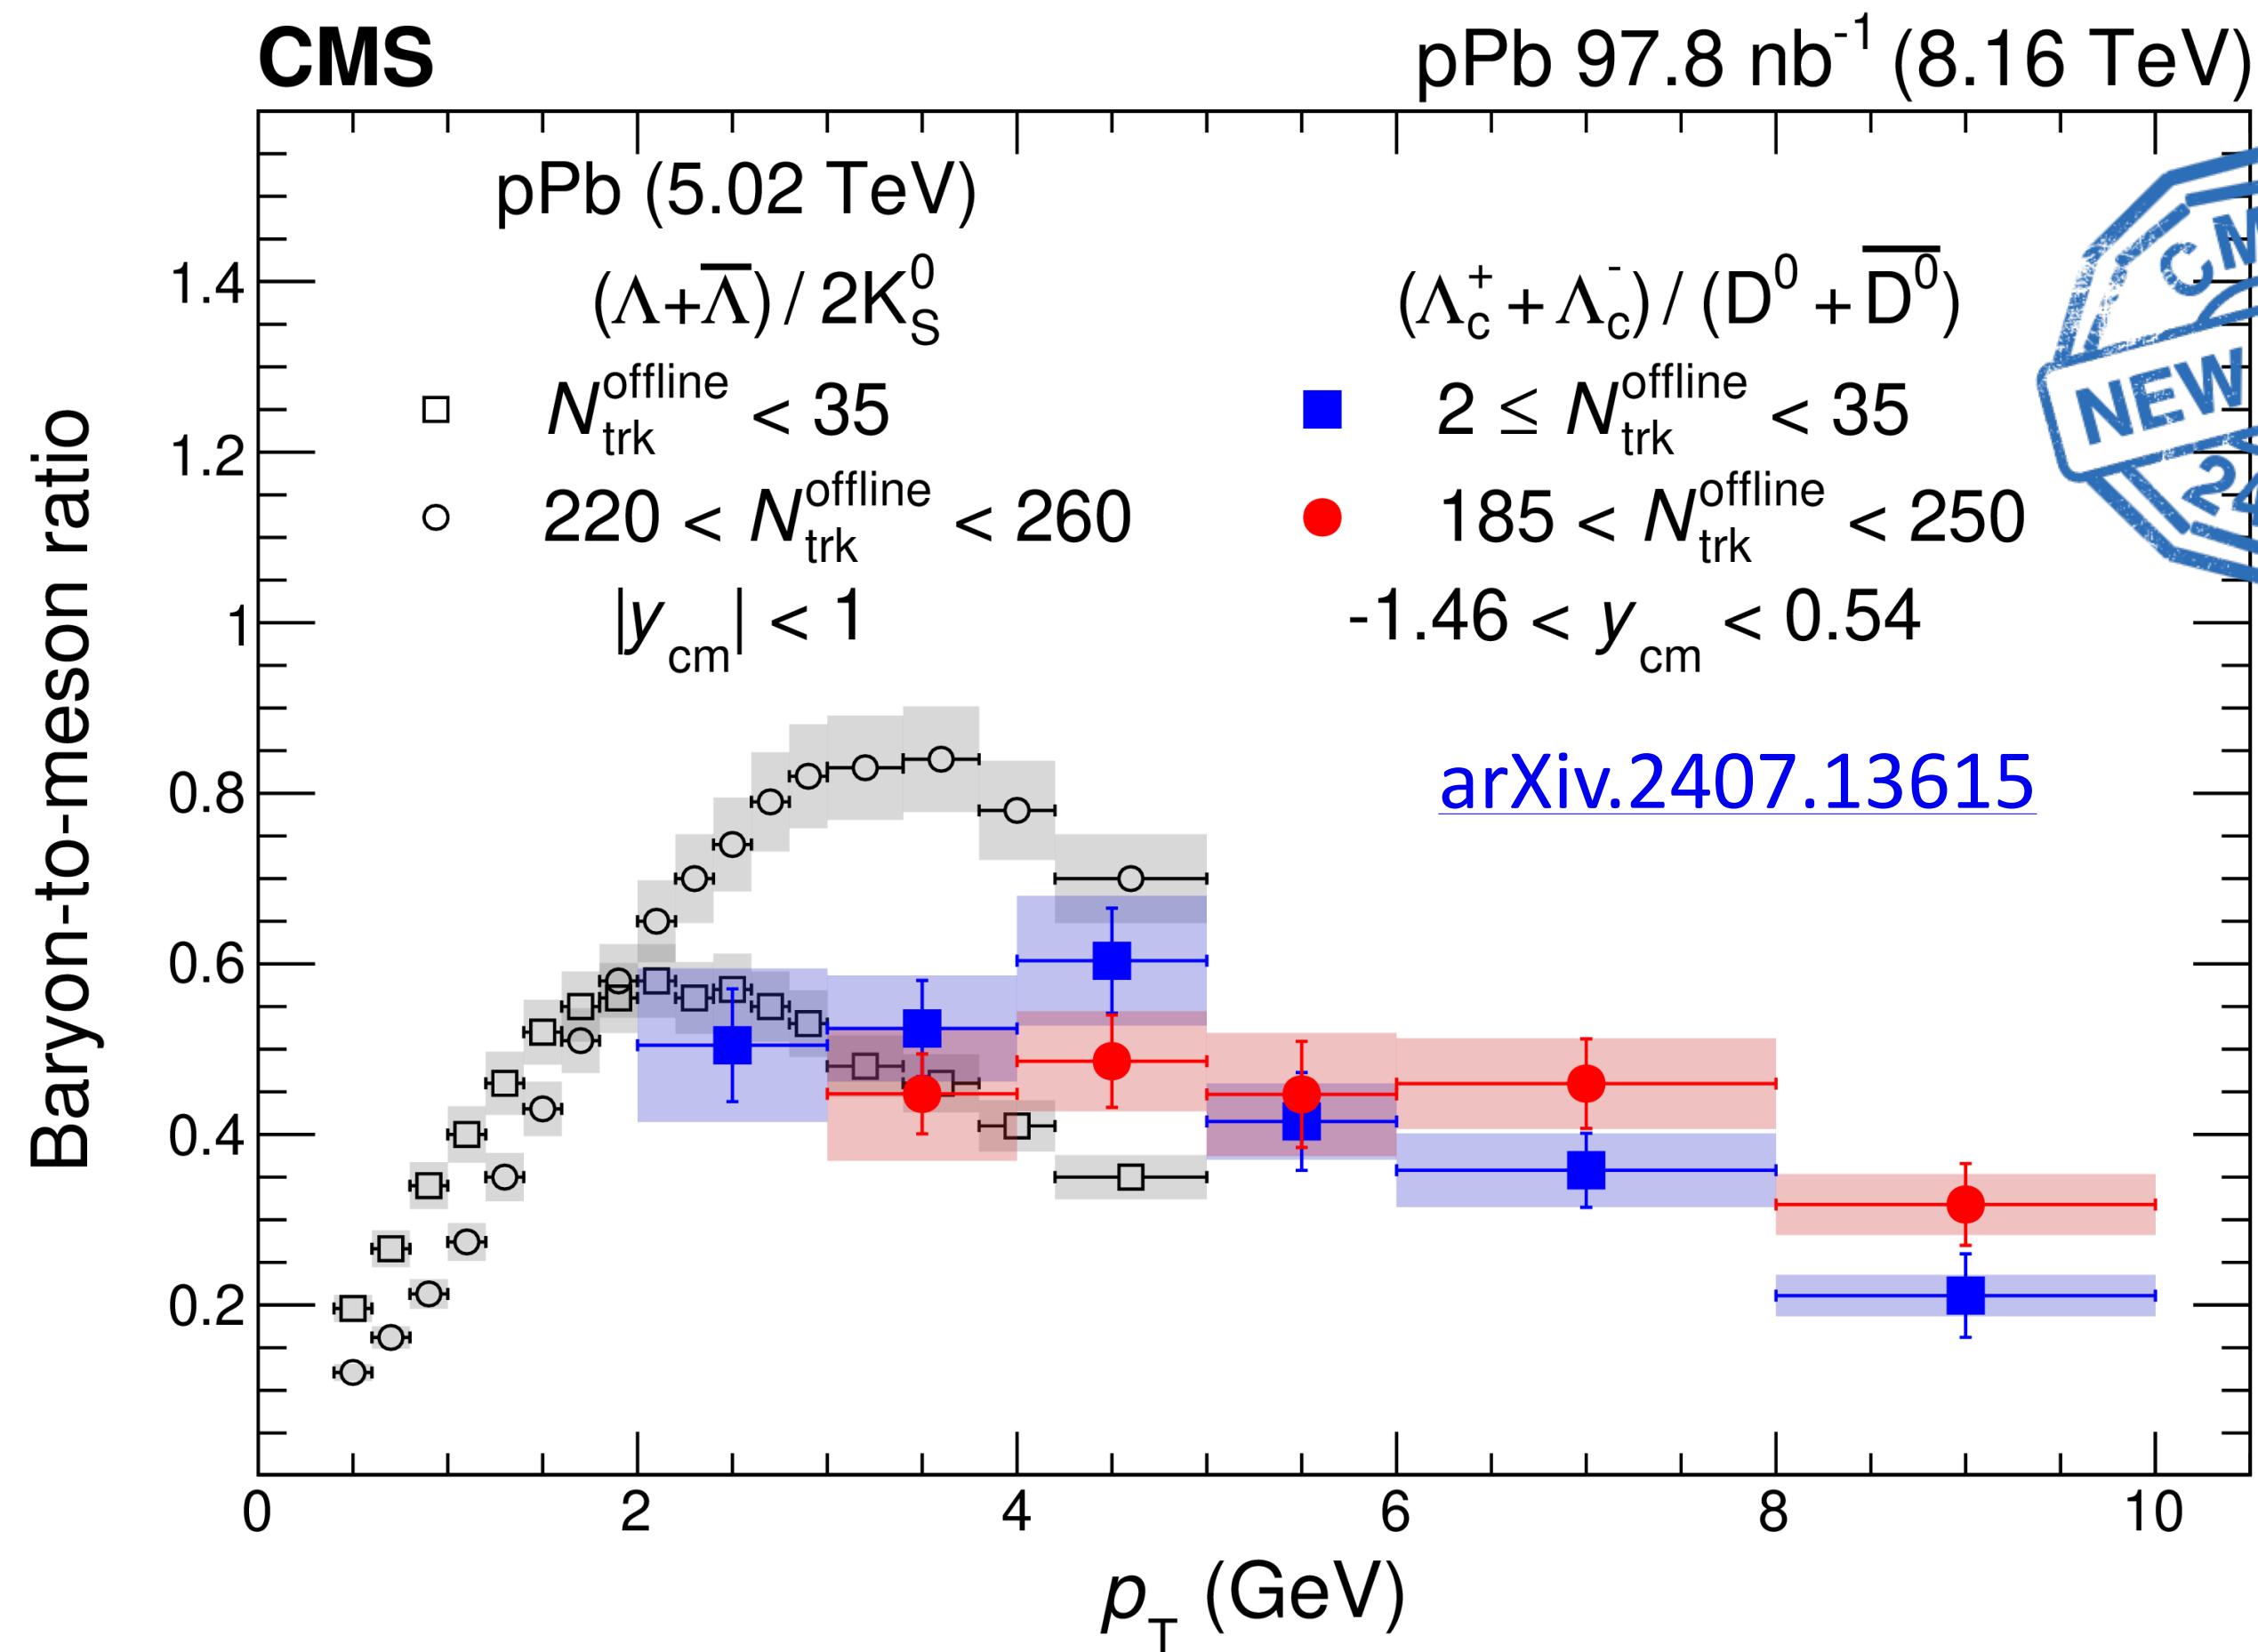 CMS pPb 97.8 nb⁻¹ (8.16 TeV)
pPb (5.02 TeV)
(Λ+Λ̅) / 2K⁰_S (Λ_c⁺ + Λ_c⁻) / (D⁰ + D̅⁰)
N_trk^offline < 35 2 ≤ N_trk^offline < 35
220 < N_trk^offline < 260 185 < N_trk^offline < 250
|y_cm| < 1 -1.46 < y_cm < 0.54
arXiv.2407.13615
NEW
Baryon-to-meson ratio
1.4
1.2
1
0.8
0.6
0.4
0.2
0 2 4 6 8 10
p_T (GeV)